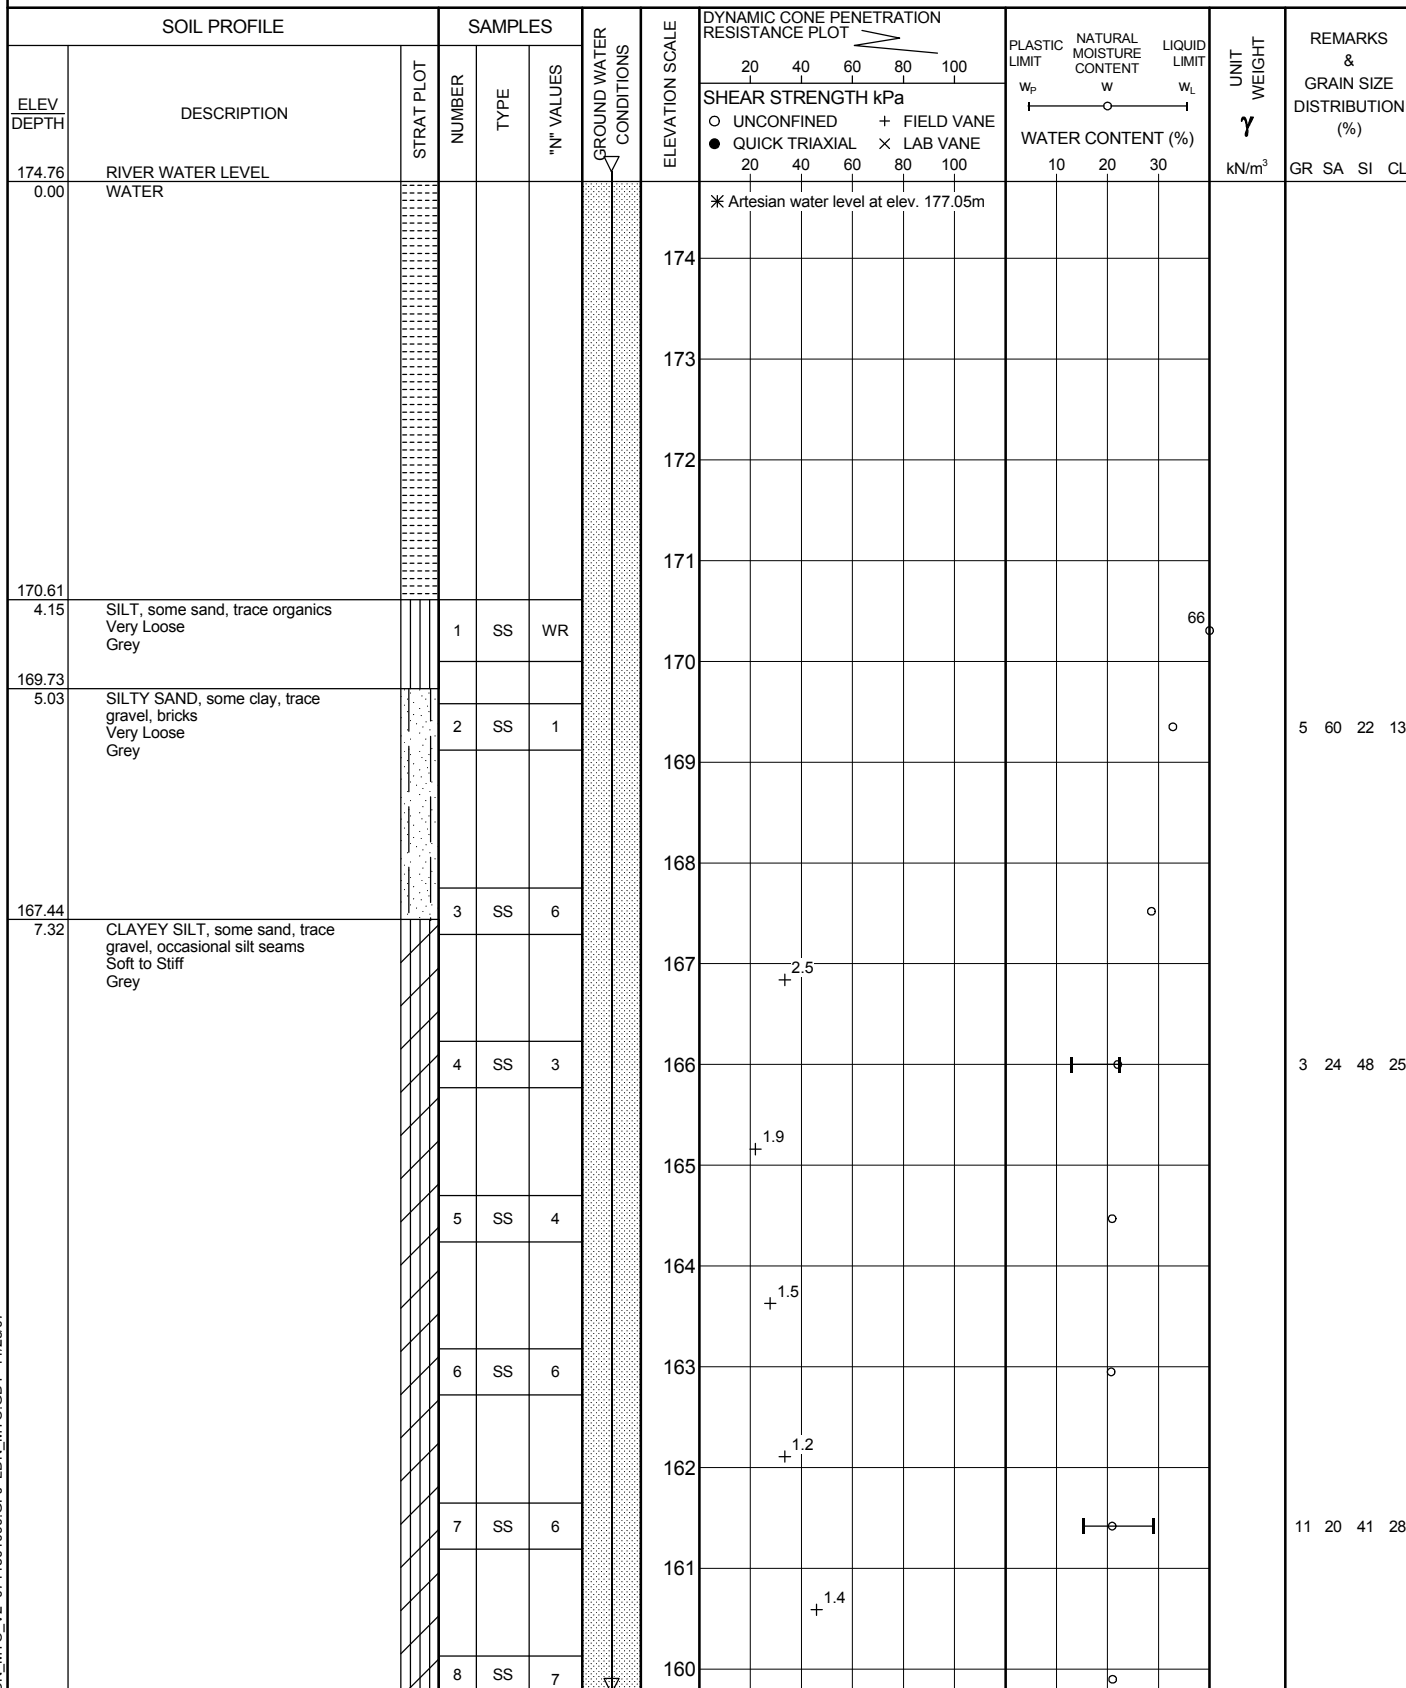 SOIL PROFILE
SAMPLES
GROUND WATER CONDITIONS
ELEVATION SCALE
DYNAMIC CONE PENETRATION
RESISTANCE PLOT
20 40 60 80 100
SHEAR STRENGTH kPa
○ UNCONFINED + FIELD VANE
● QUICK TRIAXIAL × LAB VANE
20 40 60 80 100
PLASTIC LIMIT
NATURAL MOISTURE CONTENT
LIQUID LIMIT
WP W WL
WATER CONTENT (%)
10 20 30
UNIT WEIGHT
γ
kN/m³
REMARKS
&
GRAIN SIZE
DISTRIBUTION
(%)
GR SA SI CL
ELEV
DEPTH
DESCRIPTION
STRAT PLOT
NUMBER
TYPE
"N" VALUES
174.76 RIVER WATER LEVEL
0.00 WATER
Artesian water level at elev. 177.05m
174
173
172
171
170.61
4.15 SILT, some sand, trace organics
Very Loose
Grey
1 SS WR
66
170
169.73
5.03 SILTY SAND, some clay, trace
gravel, bricks
Very Loose
Grey
2 SS 1
5 60 22 13
169
168
167.44
3 SS 6
7.32 CLAYEY SILT, some sand, trace
gravel, occasional silt seams
Soft to Stiff
Grey
167
2.5
4 SS 3
166
3 24 48 25
1.9
165
5 SS 4
164
1.5
6 SS 6
163
1.2
162
7 SS 6
11 20 41 28
161
1.4
8 SS 7
160